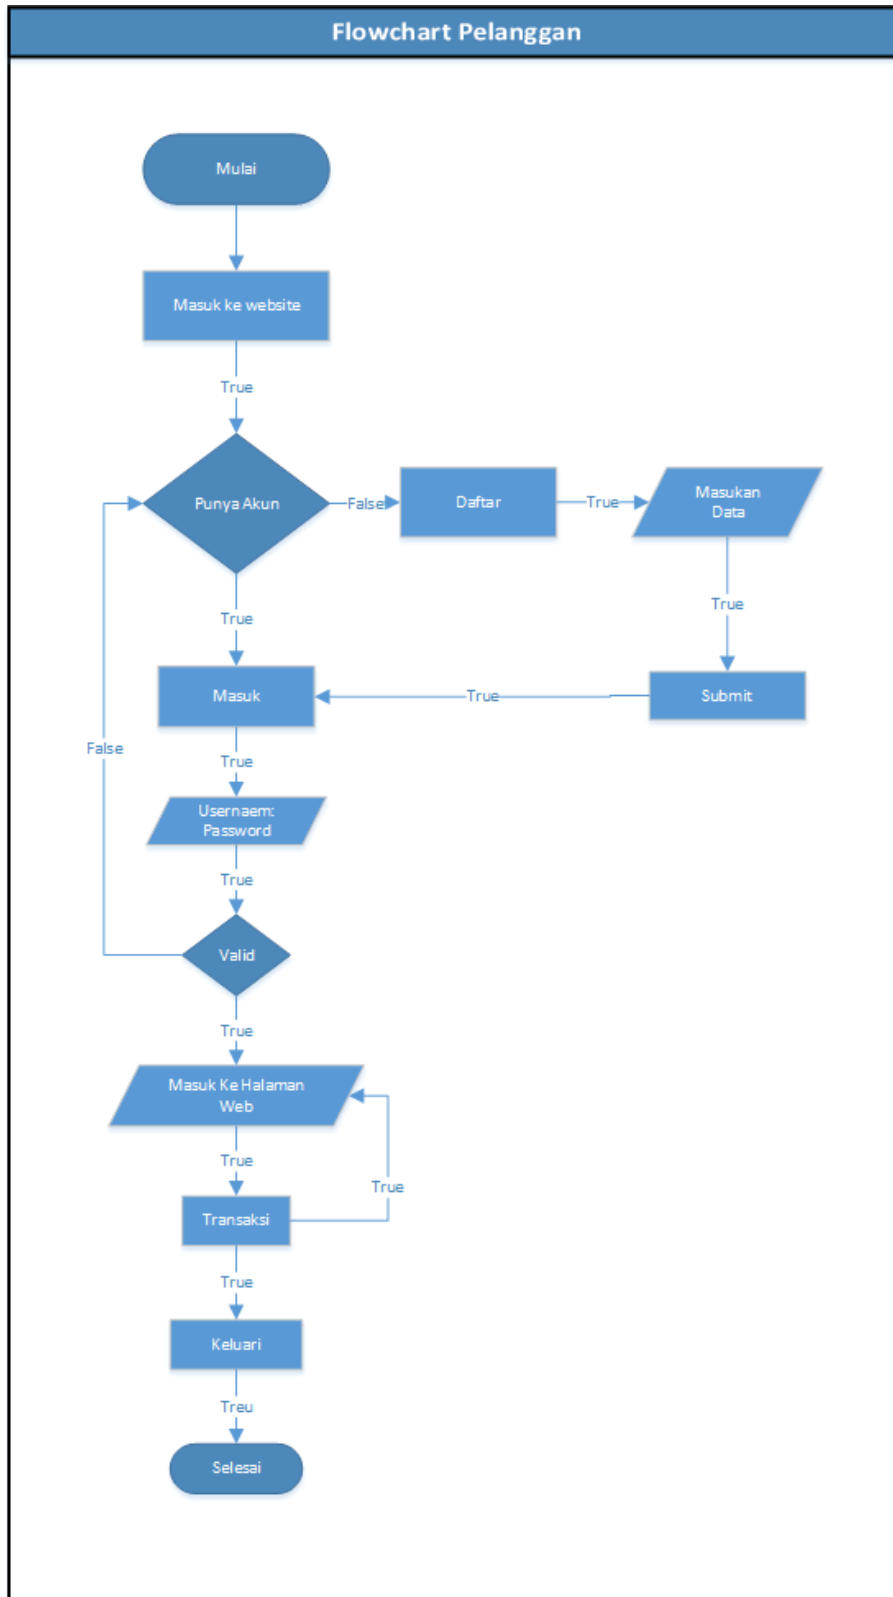 Flowchart Pelanggan
Mulai
Masuk ke website
True
Punya Akun
False
Daftar
True
Masukan
Data
True
True
Masuk
True
Submit
False
True
Usernaem:
Password
True
Valid
True
Masuk Ke Halaman
Web
True
True
Transaksi
True
Keluari
Treu
Selesai